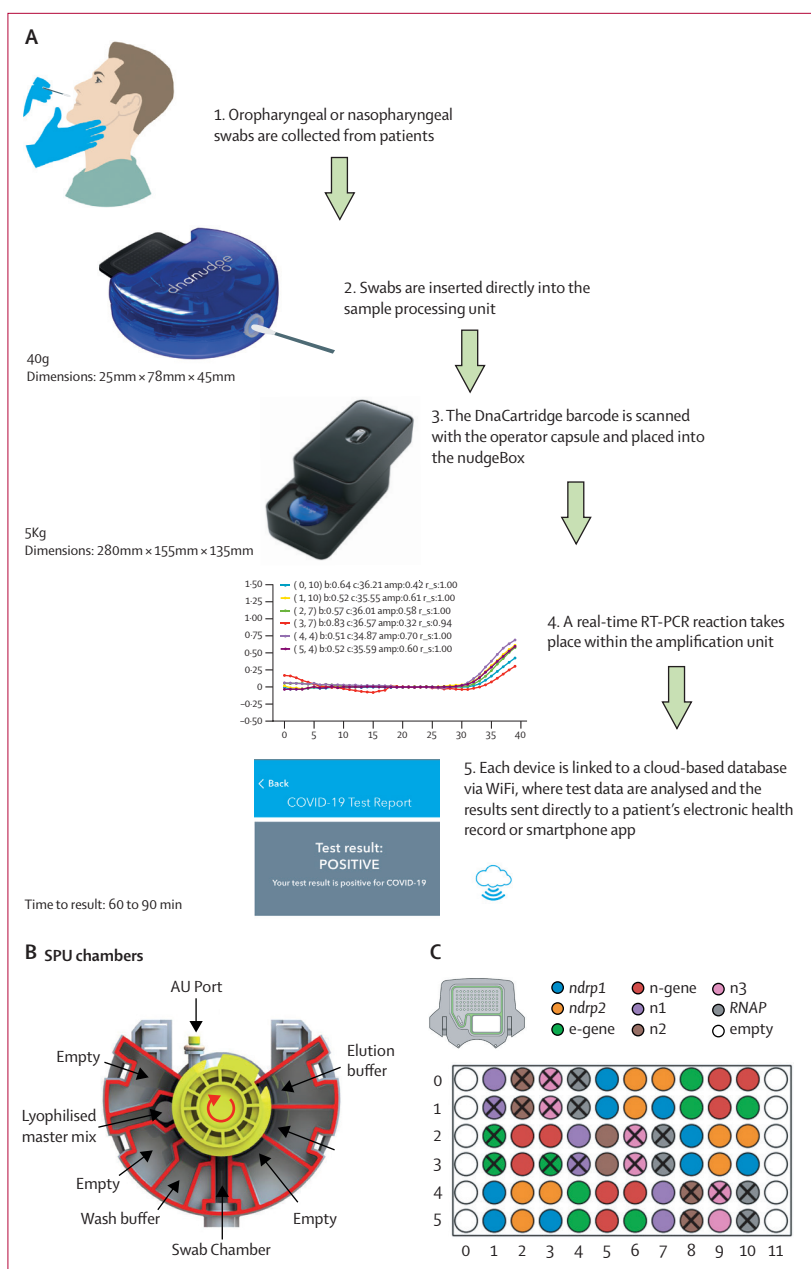 A
1. Oropharyngeal or nasopharyngeal
swabs are collected from patients
dnanudge
2. Swabs are inserted directly into the
sample processing unit
40g
Dimensions: 25mm × 78mm × 45mm
3. The DnaCartridge barcode is scanned
with the operator capsule and placed into
the nudgeBox
5Kg
Dimensions: 280mm × 155mm × 135mm
1·50
1·25
1·00
0·75
0·50
0·25
0
–0·25
–0·50
( 0, 10) b:0.64 c:36.21 amp:0.42 r_s:1.00
( 1, 10) b:0.52 c:35.55 amp:0.61 r_s:1.00
( 2, 7) b:0.57 c:36.01 amp:0.58 r_s:1.00
( 3, 7) b:0.83 c:36.57 amp:0.32 r_s:0.94
( 4, 4) b:0.51 c:34.87 amp:0.70 r_s:1.00
( 5, 4) b:0.52 c:35.59 amp:0.60 r_s:1.00
0 5 10 15 20 25 30 35 40
4. A real-time RT-PCR reaction takes
place within the amplification unit
5. Each device is linked to a cloud-based database
via WiFi, where test data are analysed and the
results sent directly to a patient's electronic health
record or smartphone app
Back
COVID-19 Test Report
Test result:
POSITIVE
Your test result is positive for COVID-19
Time to result: 60 to 90 min
B SPU chambers
AU Port
Empty
Elution
buffer
Lyophilised
master mix
Empty
Wash buffer
Empty
Swab Chamber
C
ndrp1 n-gene n3
ndrp2 n1 RNAP
e-gene n2 empty
0
1
2
3
4
5
0 1 2 3 4 5 6 7 8 9 10 11